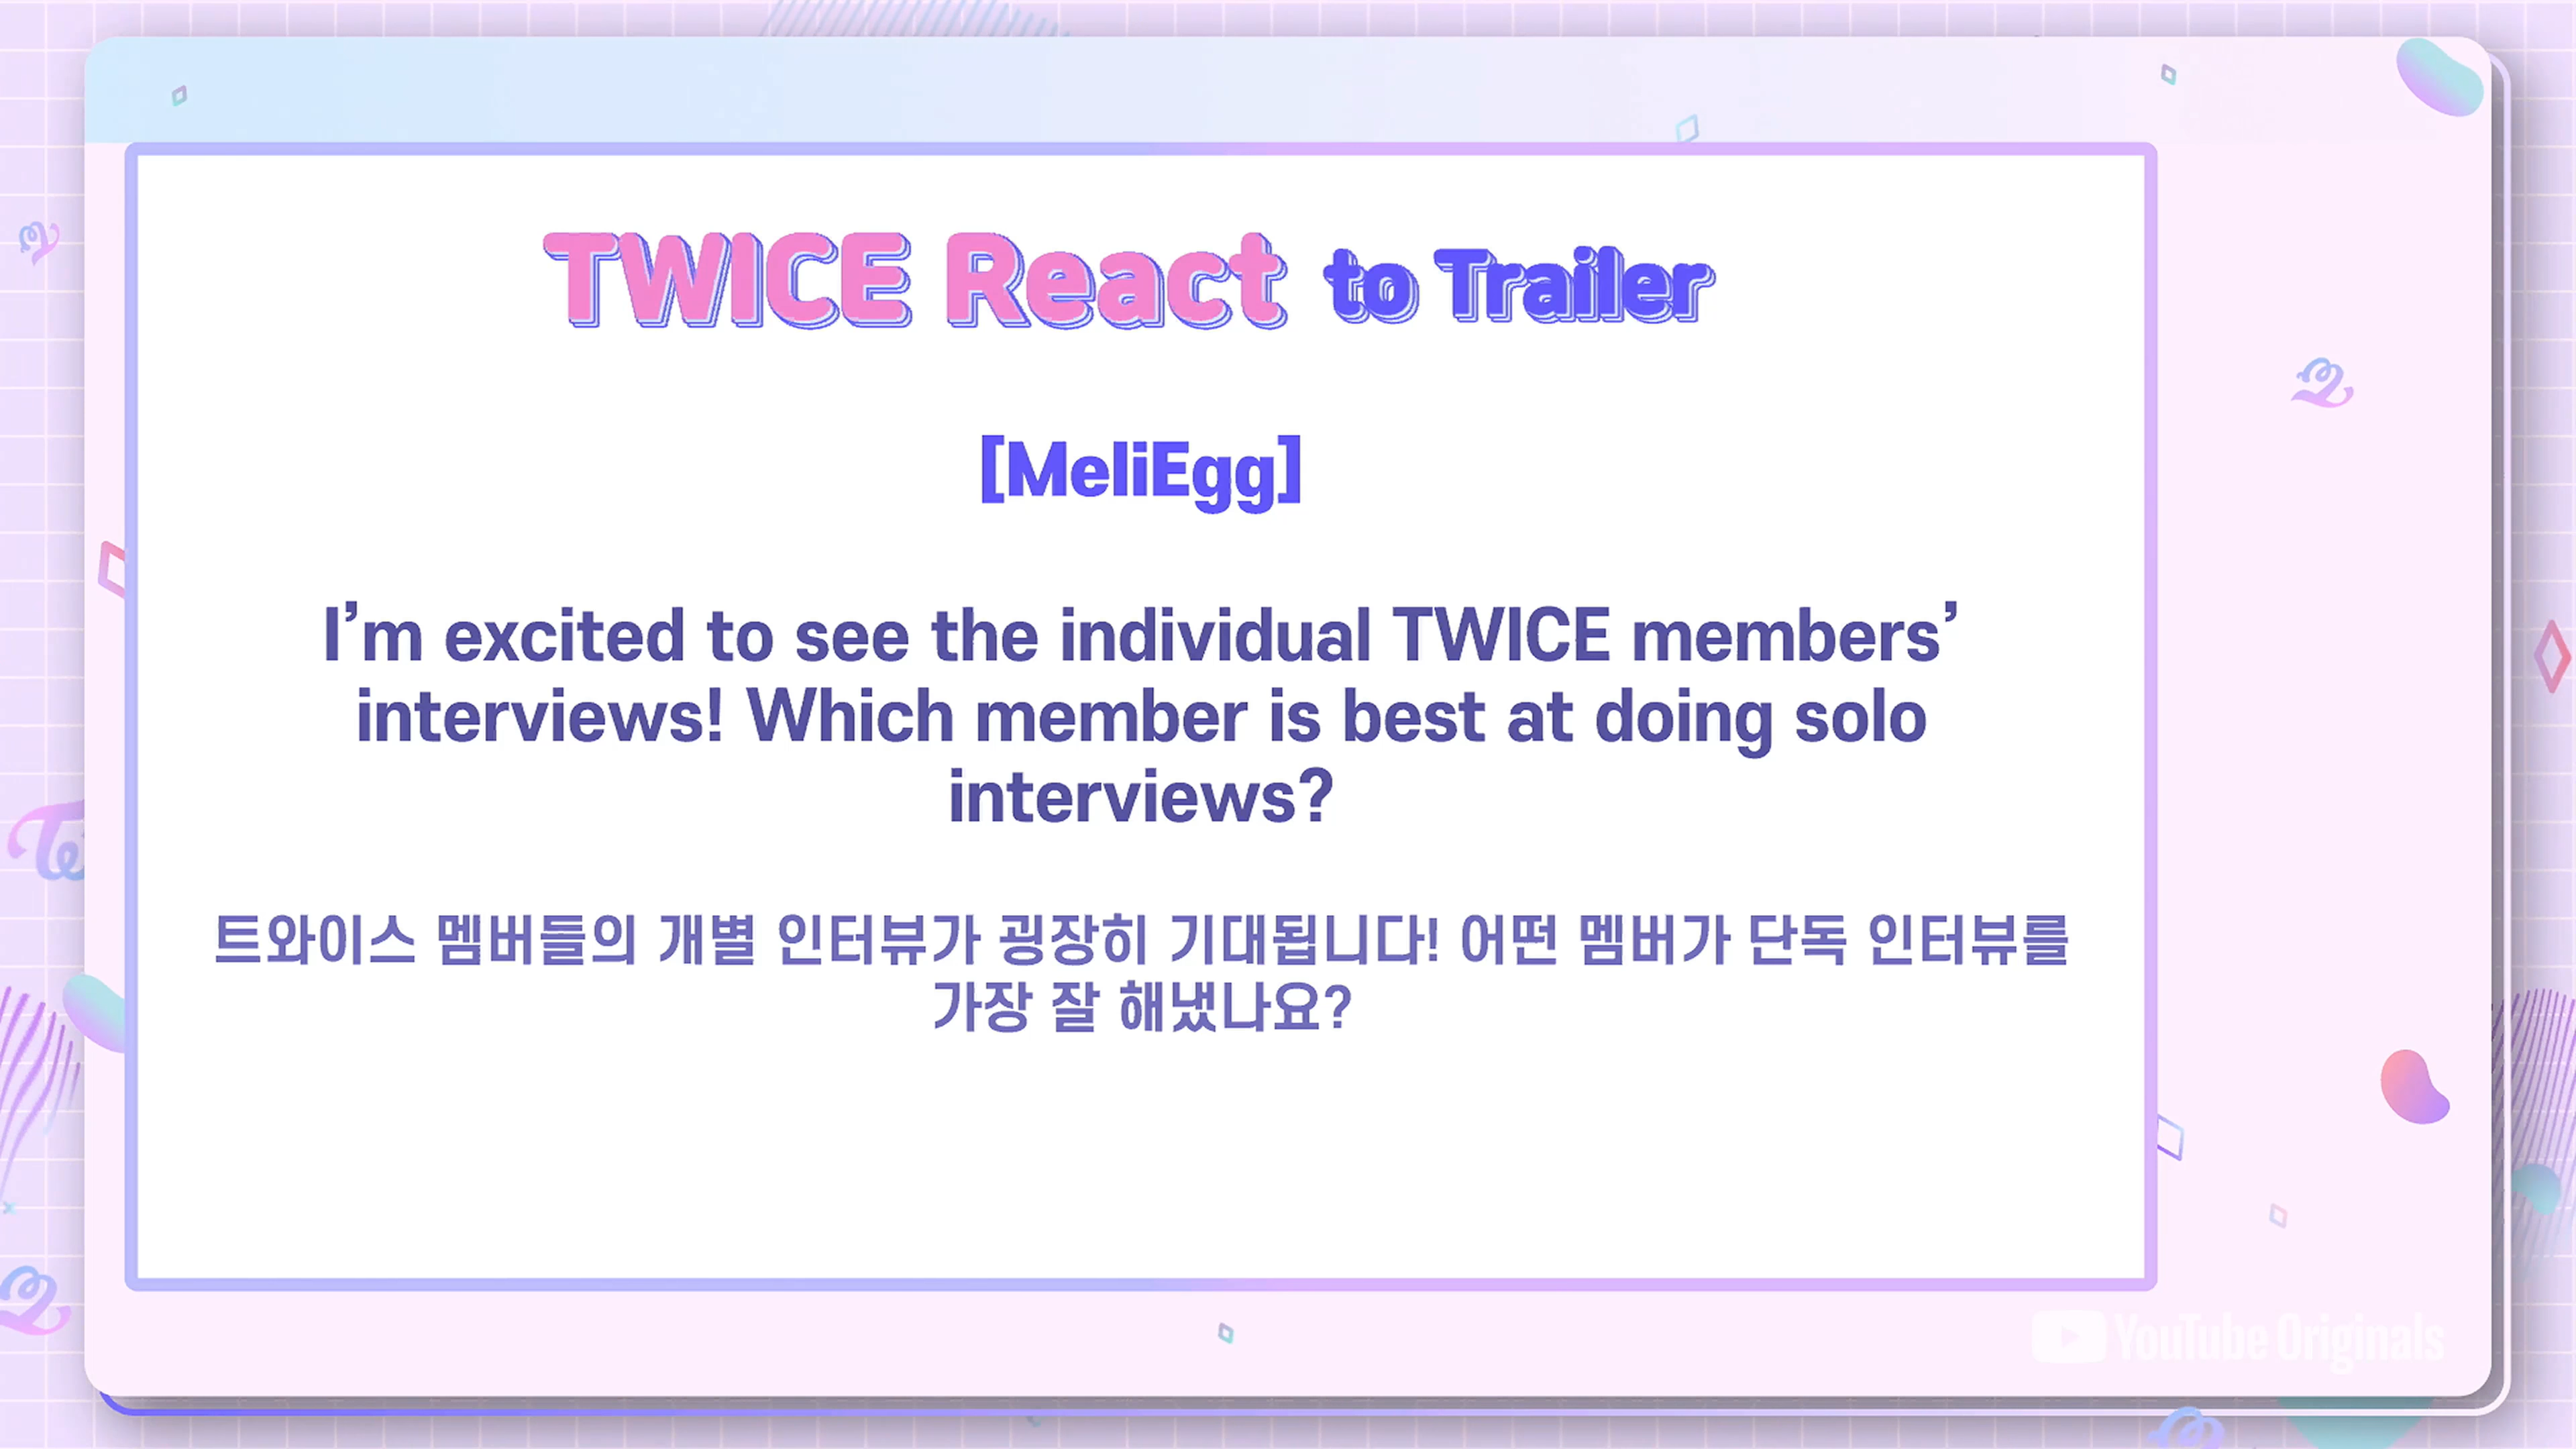 TWICE React to Trailer
[MeliEgg]
I’m excited to see the individual TWICE members’
interviews! Which member is best at doing solo
interviews?
트와이스 멤버들의 개별 인터뷰가 굉장히 기대됩니다! 어떤 멤버가 단독 인터뷰를
가장 잘 해냈나요?
YouTube Originals